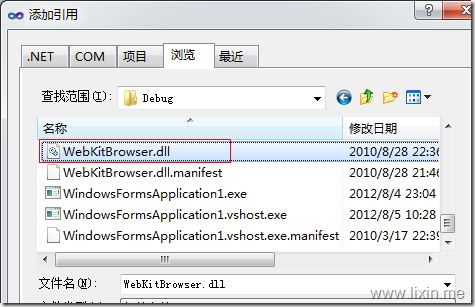 添加引用
.NET COM 项目 浏览 最近
查找范围(I): Debug
名称 修改日期
WebKitBrowser.dll 2010/8/28 22:36
WebKitBrowser.dll.manifest 2010/8/28 21:46
WindowsFormsApplication1.exe 2012/8/4 23:04
WindowsFormsApplication1.vshost.exe 2012/8/5 10:28
WindowsFormsApplication1.vshost.exe.manifest 2010/3/17 22:39
文件名(N): WebKitBrowser.dll
www.lixin.me